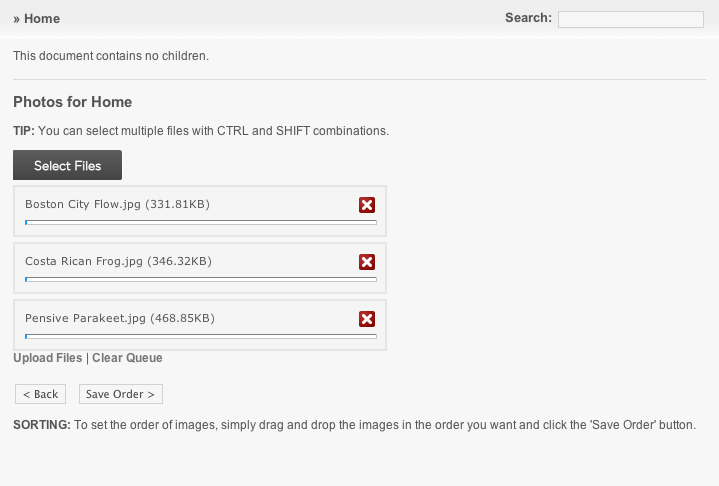 » Home
Search:
This document contains no children.
Photos for Home
TIP: You can select multiple files with CTRL and SHIFT combinations.
Select Files
Boston City Flow.jpg (331.81KB)
Costa Rican Frog.jpg (346.32KB)
Pensive Parakeet.jpg (468.85KB)
Upload Files | Clear Queue
< Back
Save Order >
SORTING: To set the order of images, simply drag and drop the images in the order you want and click the 'Save Order' button.